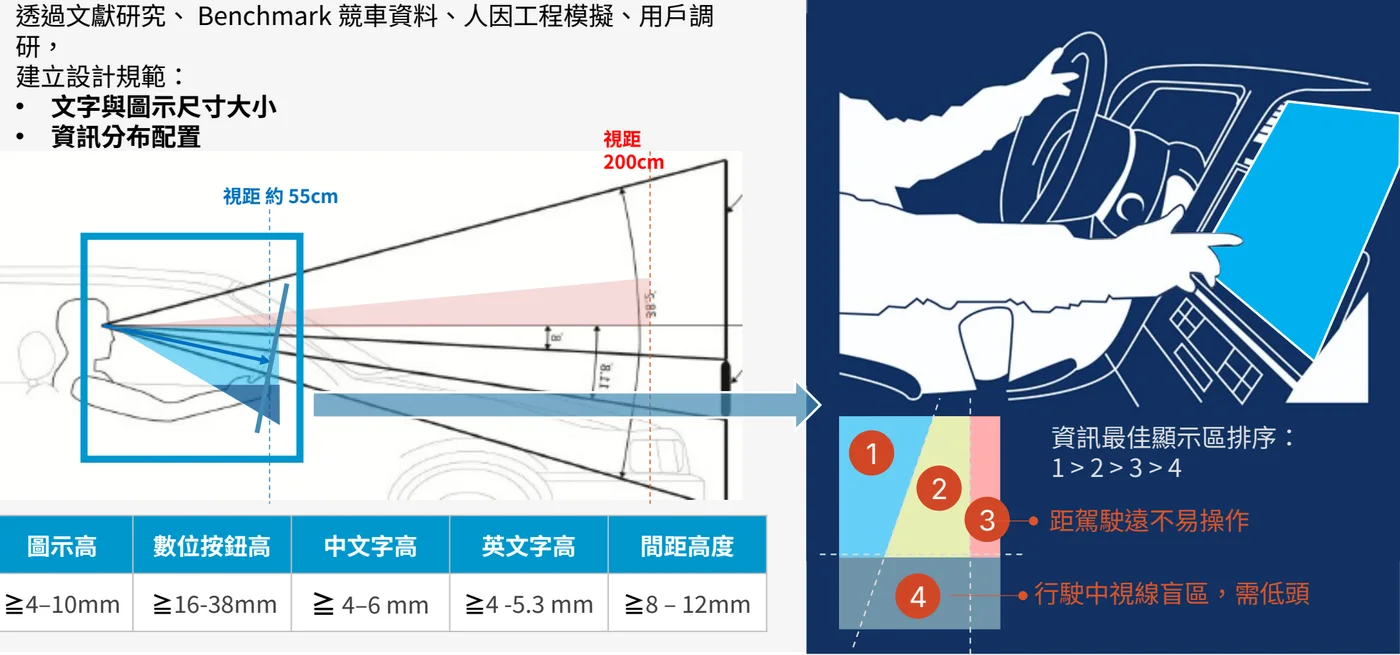 透過文獻研究、 Benchmark 競車資料、人因工程模擬、用戶調
研，
建立設計規範：
• 文字與圖示尺寸大小
• 資訊分布配置
視距
200cm
視距 約 55cm
8.
圖示高 數位按鈕高 中文字高 英文字高 間距高度
≧4–10mm ≧16-38mm ≧ 4–6 mm ≧4 -5.3 mm ≧8 – 12mm
1
2
3
4
資訊最佳顯示區排序：
1 > 2 > 3 > 4
距駕駛遠不易操作
行駛中視線盲區，需低頭